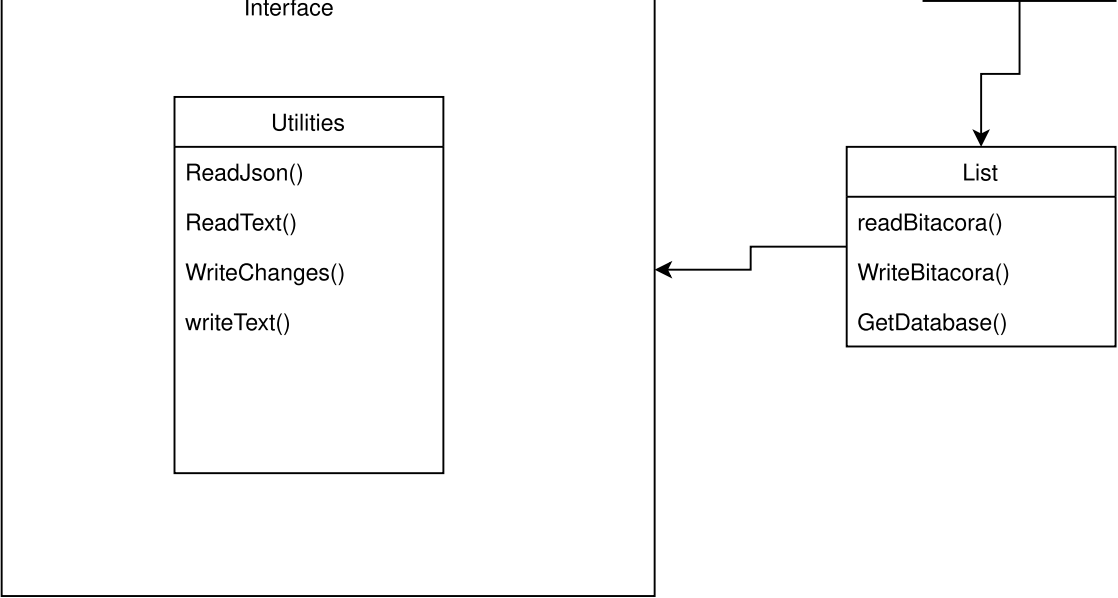 Interface
Utilities
ReadJson()
ReadText()
WriteChanges()
writeText()
List
readBitacora()
WriteBitacora()
GetDatabase()